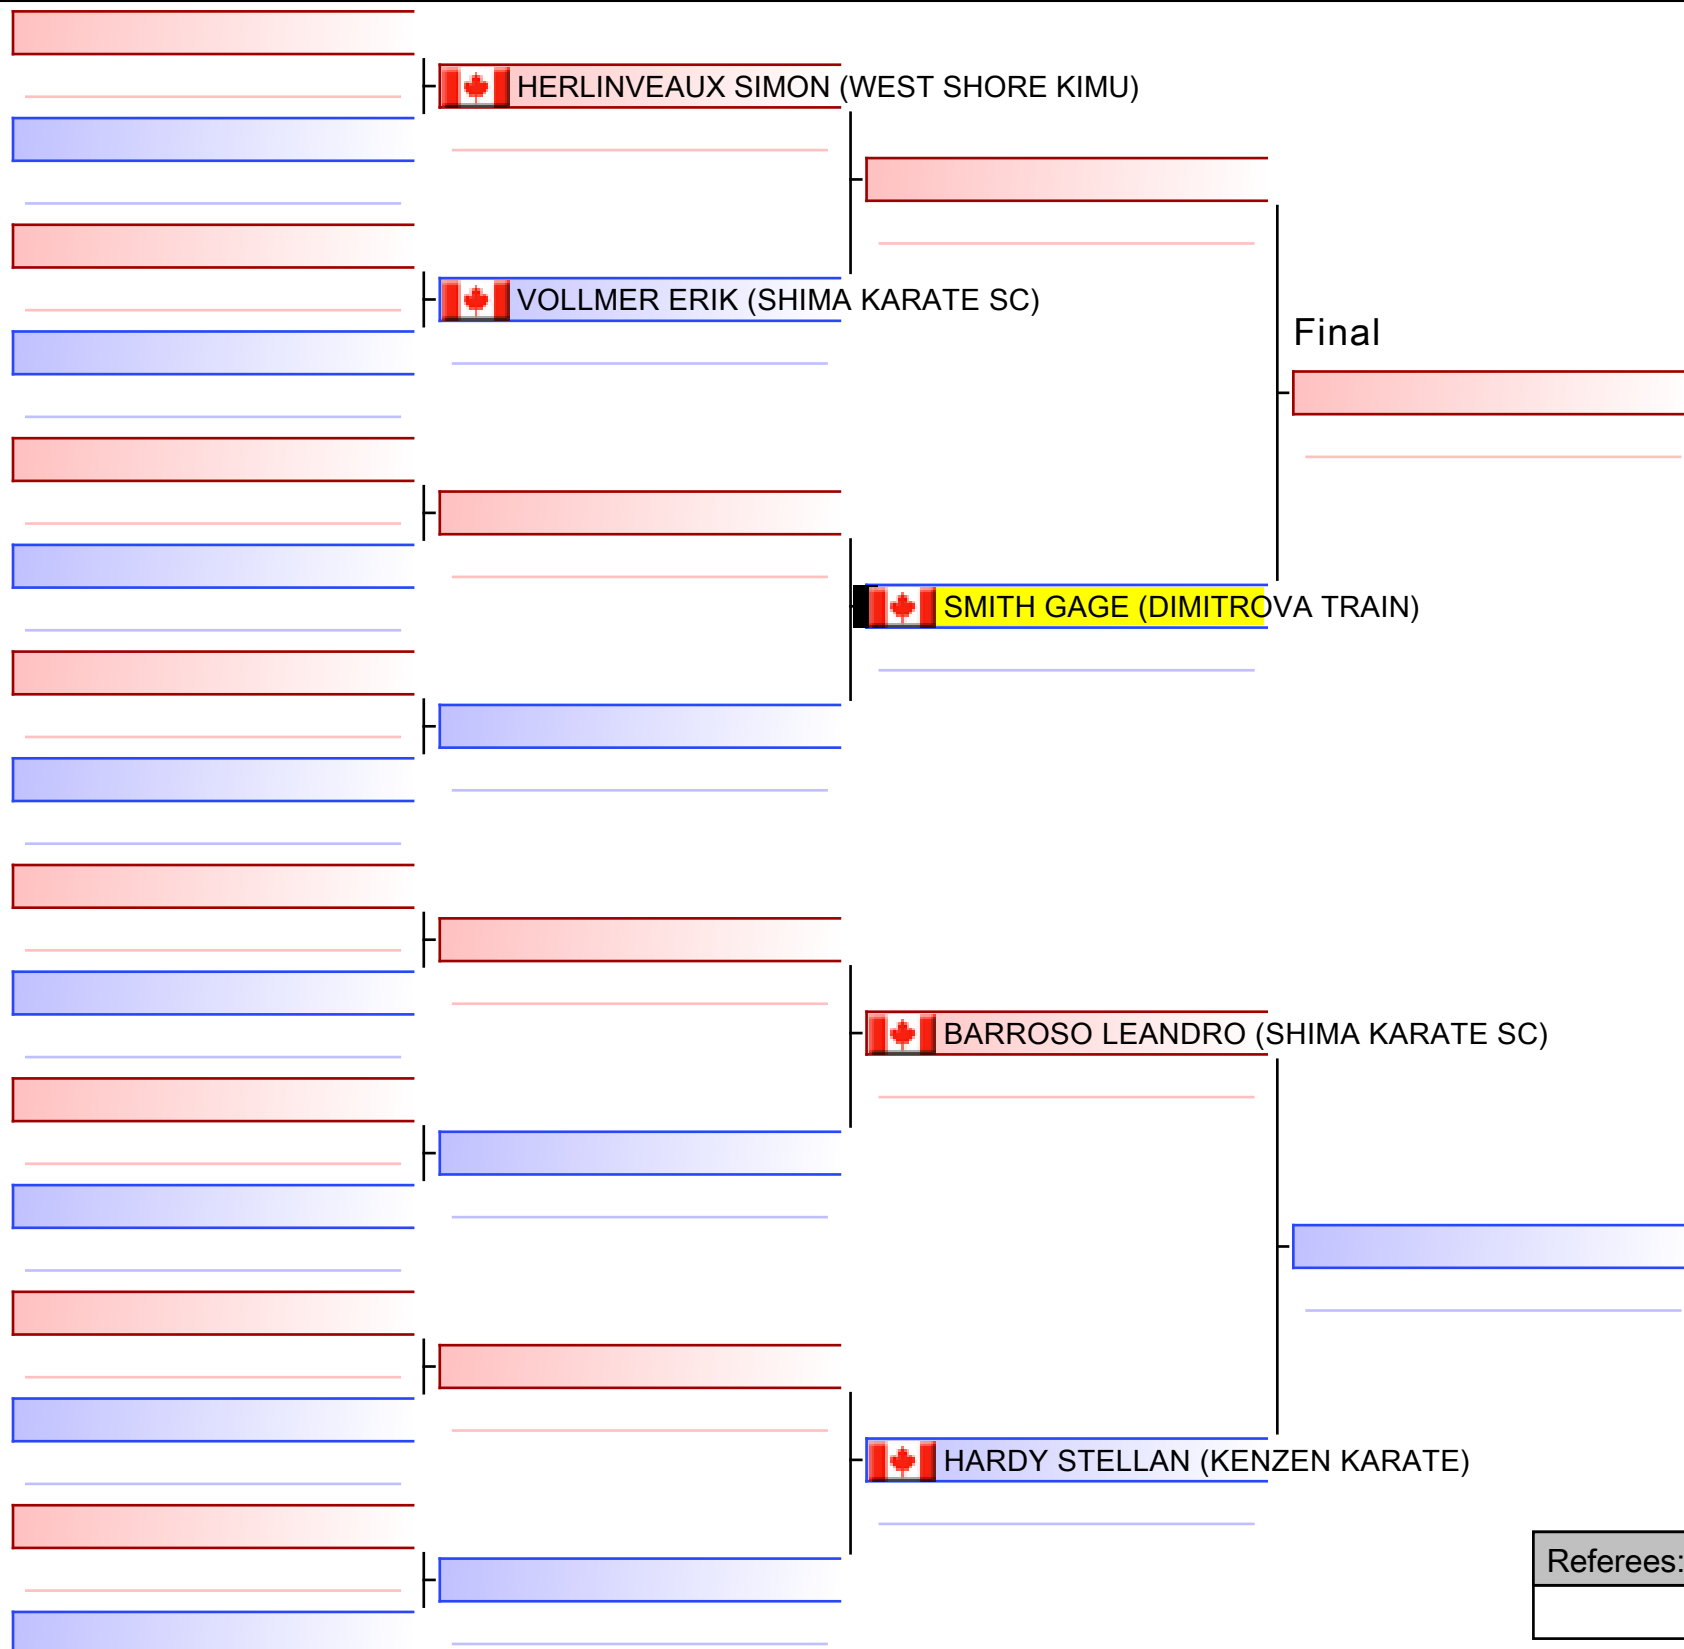 HERLINVEAUX SIMON (WEST SHORE KIMU)
VOLLMER ERIK (SHIMA KARATE SC)
Final
SMITH GAGE (DIMITROVA TRAIN)
BARROSO LEANDRO (SHIMA KARATE SC)
HARDY STELLAN (KENZEN KARATE)
Referees: